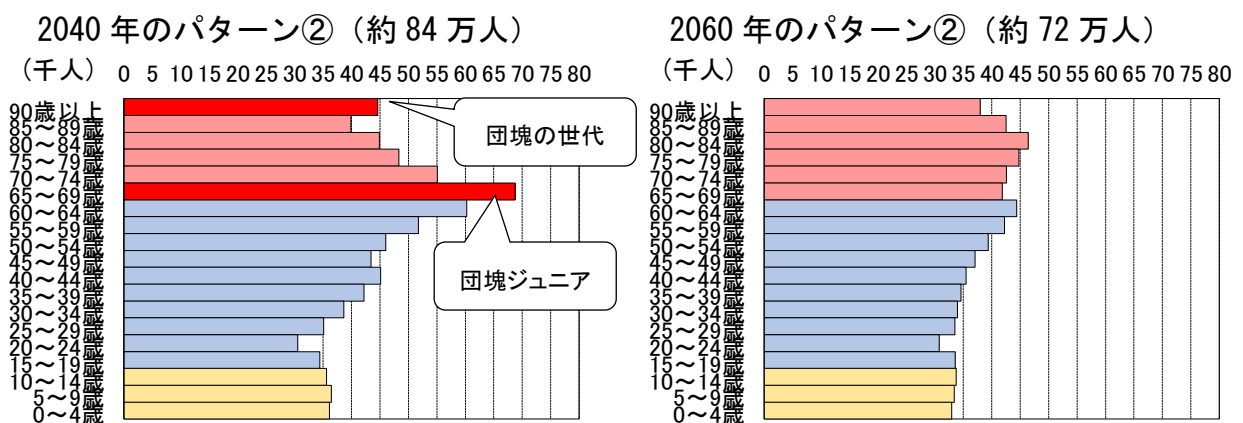 2040 年のパターン②（約 84 万人）
（千人） 0 5 10 15 20 25 30 35 40 45 50 55 60 65 70 75 80
90歳以上
85～89歳
80～84歳
75～79歳
70～74歳
65～69歳
60～64歳
55～59歳
50～54歳
45～49歳
40～44歳
35～39歳
30～34歳
25～29歳
20～24歳
15～19歳
10～14歳
5～9歳
0～4歳
団塊の世代
団塊ジュニア
2060 年のパターン②（約 72 万人）
（千人） 0 5 10 15 20 25 30 35 40 45 50 55 60 65 70 75 80
90歳以上
85～89歳
80～84歳
75～79歳
70～74歳
65～69歳
60～64歳
55～59歳
50～54歳
45～49歳
40～44歳
35～39歳
30～34歳
25～29歳
20～24歳
15～19歳
10～14歳
5～9歳
0～4歳